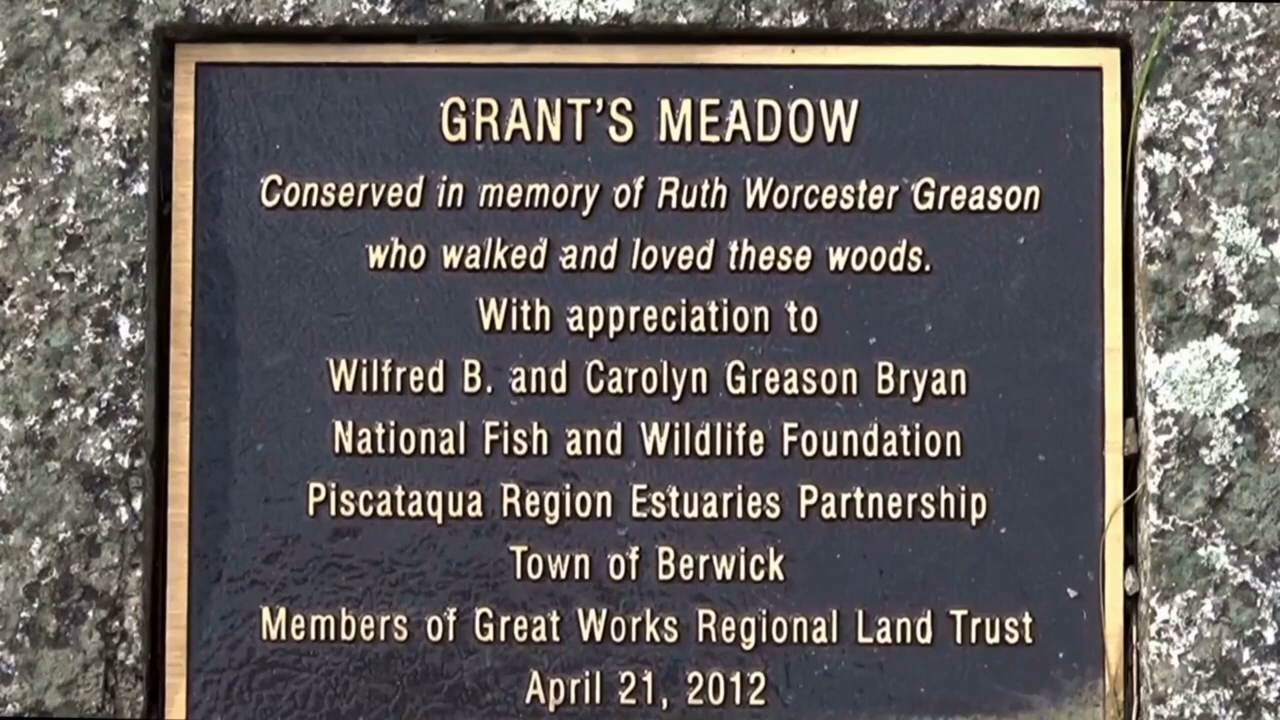 GRANT'S MEADOW
Conserved in memory of Ruth Worcester Greason
who walked and loved these woods.
With appreciation to
Wilfred B. and Carolyn Greason Bryan
National Fish and Wildlife Foundation
Piscataqua Region Estuaries Partnership
Town of Berwick
Members of Great Works Regional Land Trust
April 21, 2012